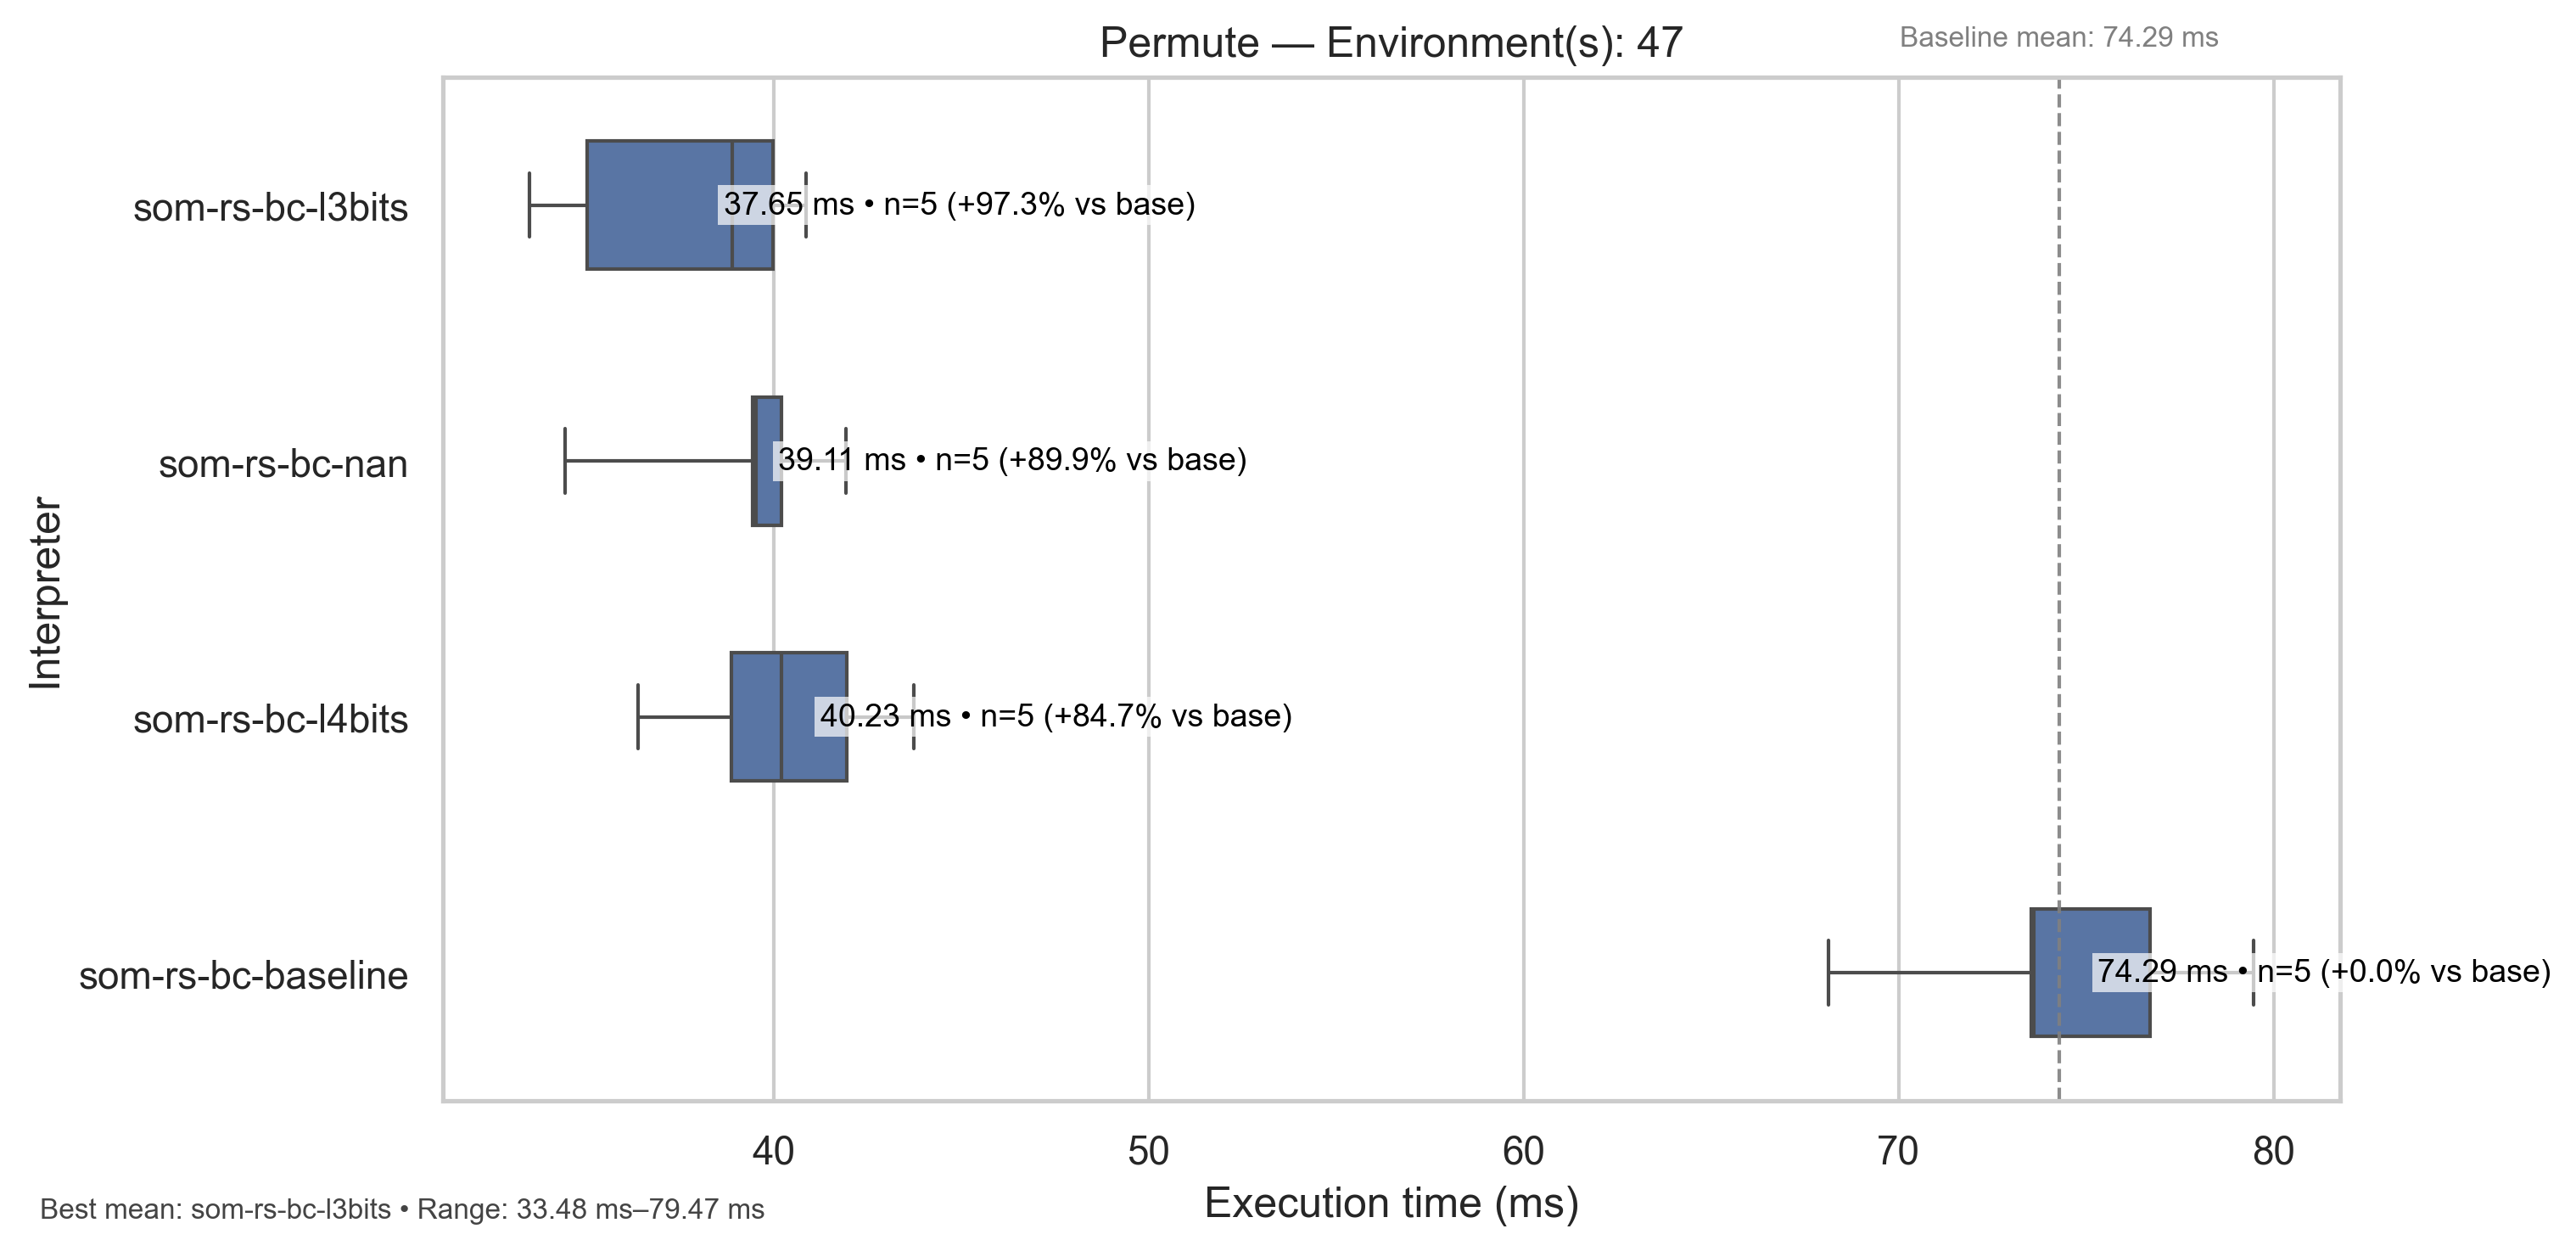 Permute — Environment(s): 47
Baseline mean: 74.29 ms
som-rs-bc-l3bits
37.65 ms • n=5 (+97.3% vs base)
som-rs-bc-nan
39.11 ms • n=5 (+89.9% vs base)
Interpreter
som-rs-bc-l4bits
40.23 ms • n=5 (+84.7% vs base)
som-rs-bc-baseline
74.29 ms • n=5 (+0.0% vs base)
40 50 60 70 80
Execution time (ms)
Best mean: som-rs-bc-l3bits • Range: 33.48 ms–79.47 ms